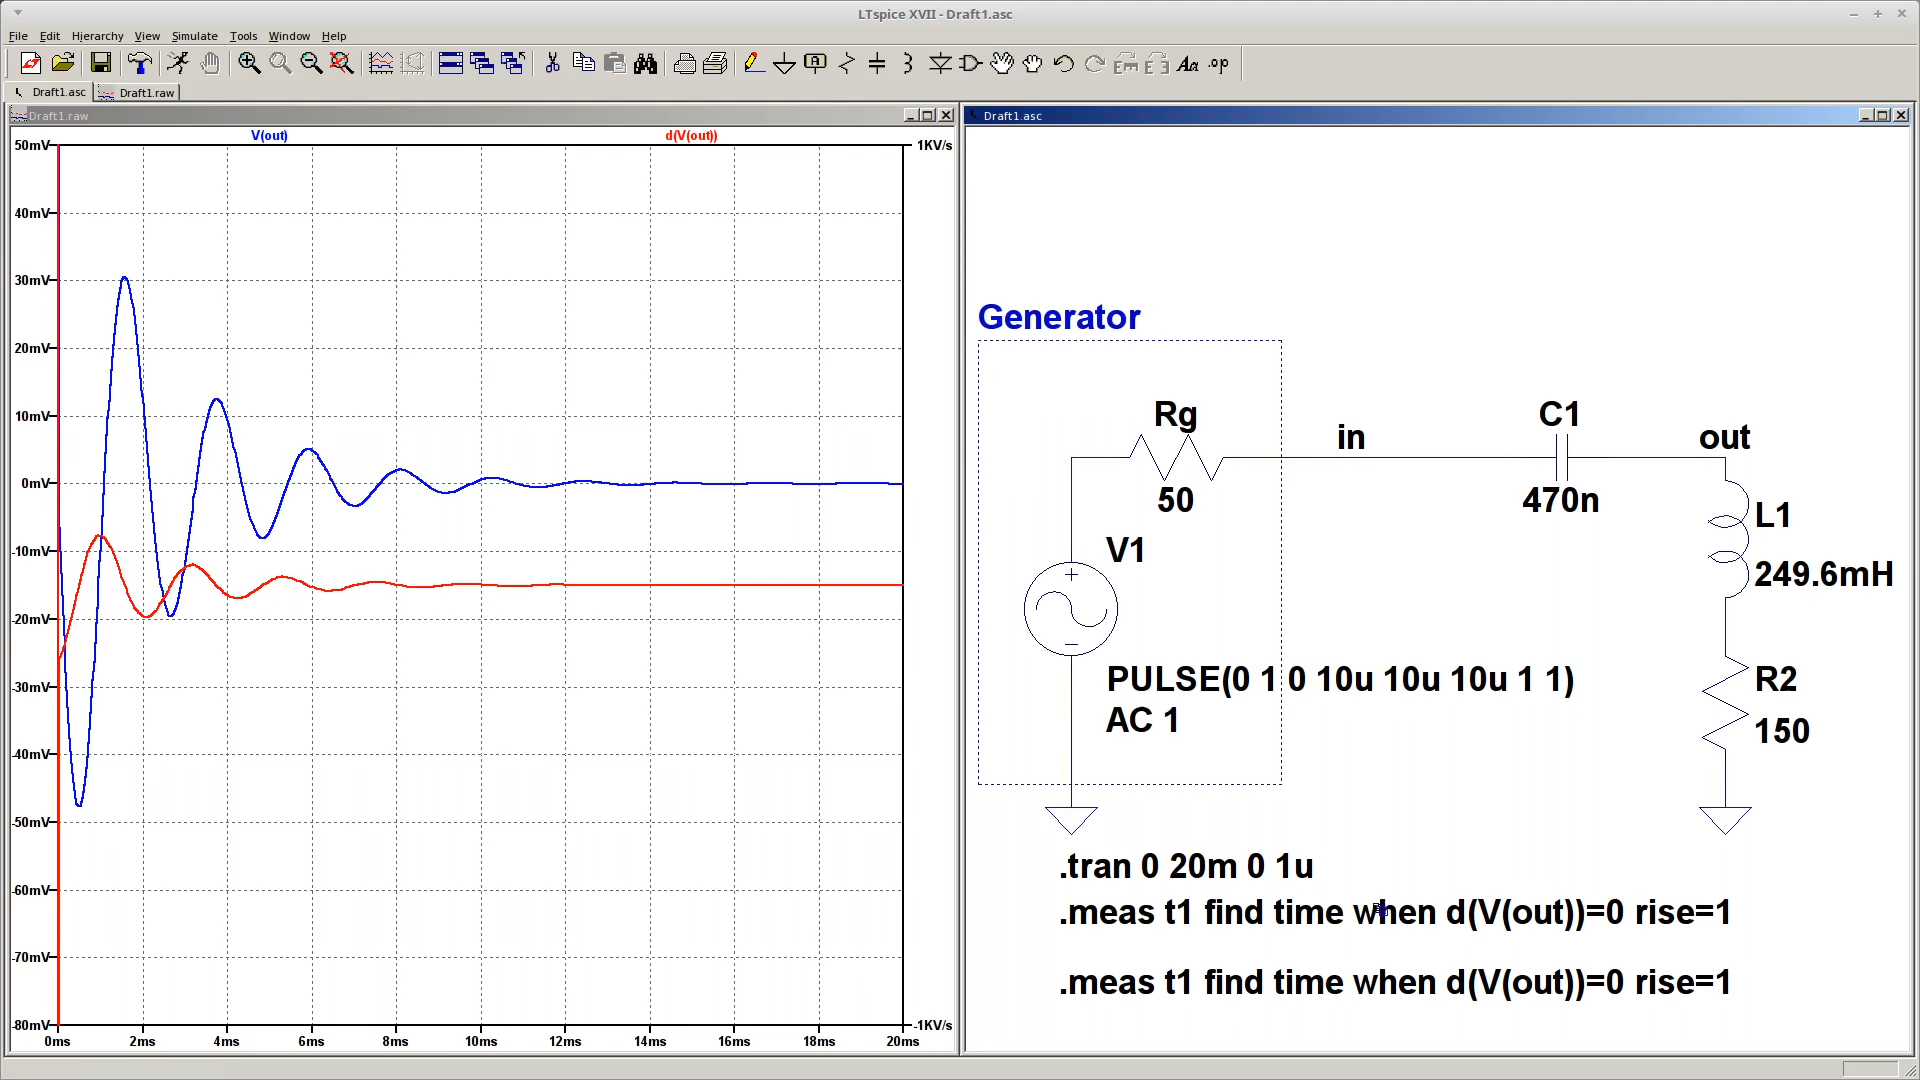 LTspice XVII - Draft1.asc
File Edit Hierarchy View Simulate Tools Window Help
Draft1.asc Draft1.raw
Draft1.raw
V(out) d(V(out))
50mV
40mV
30mV
20mV
10mV
0mV
-10mV
-20mV
-30mV
-40mV
-50mV
-60mV
-70mV
-80mV
1KV/s
-1KV/s
0ms 2ms 4ms 6ms 8ms 10ms 12ms 14ms 16ms 18ms 20ms
Draft1.asc
Generator
Rg
50
in
C1
470n
out
L1
249.6mH
V1
R2
150
PULSE(0 1 0 10u 10u 10u 1 1)
AC 1
.tran 0 20m 0 1u
.meas t1 find time when d(V(out))=0 rise=1
.meas t1 find time when d(V(out))=0 rise=1